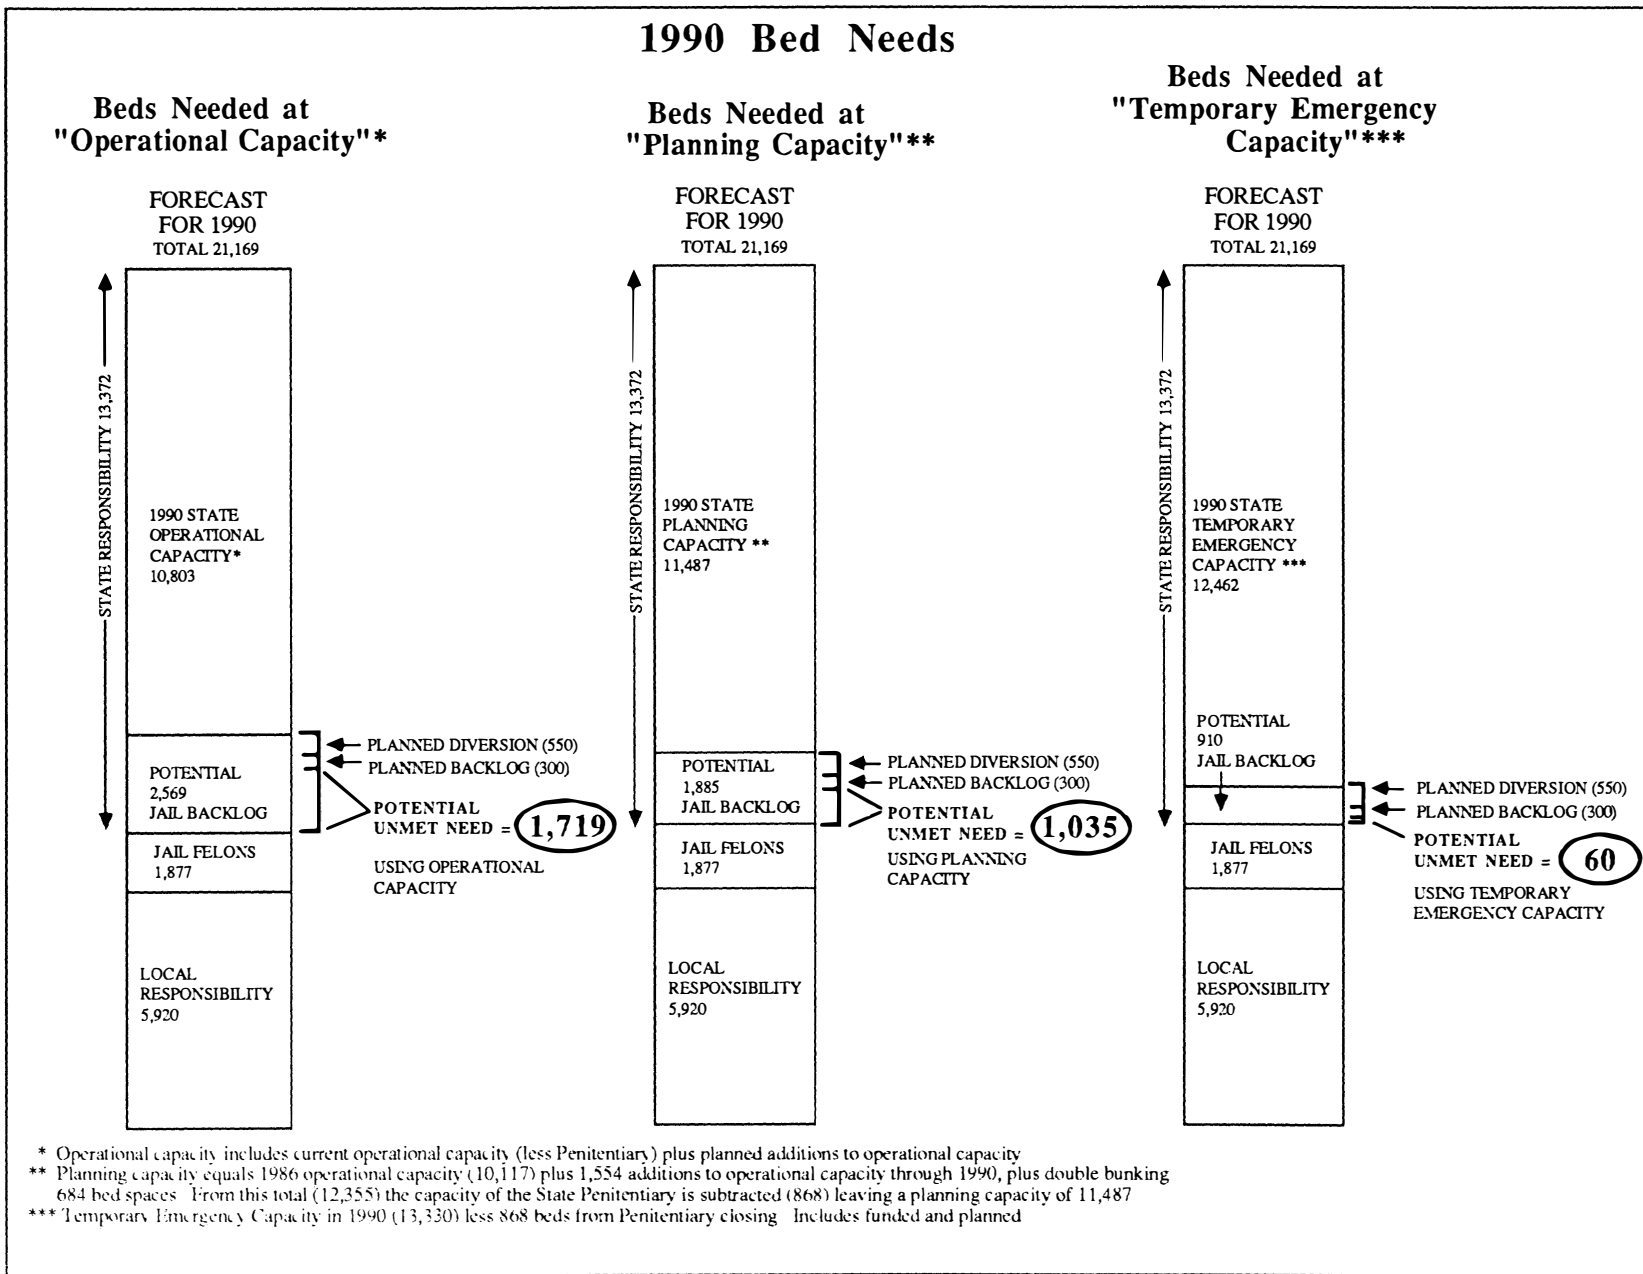 1990 Bed Needs
Beds Needed at
"Operational Capacity"*
FORECAST
FOR 1990
TOTAL 21,169
STATE RESPONSIBILITY 13,372
1990 STATE
OPERATIONAL
CAPACITY*
10,803
POTENTIAL
2,569
JAIL BACKLOG
JAIL FELONS
1,877
LOCAL
RESPONSIBILITY
5,920
PLANNED DIVERSION (550)
PLANNED BACKLOG (300)
POTENTIAL
UNMET NEED = 1,719
USING OPERATIONAL
CAPACITY
Beds Needed at
"Planning Capacity"**
FORECAST
FOR 1990
TOTAL 21,169
STATE RESPONSIBILITY 13,372
1990 STATE
PLANNING
CAPACITY **
11,487
POTENTIAL
1,885
JAIL BACKLOG
JAIL FELONS
1,877
LOCAL
RESPONSIBILITY
5,920
PLANNED DIVERSION (550)
PLANNED BACKLOG (300)
POTENTIAL
UNMET NEED = 1,035
USING PLANNING
CAPACITY
Beds Needed at
"Temporary Emergency
Capacity"***
FORECAST
FOR 1990
TOTAL 21,169
STATE RESPONSIBILITY 13,372
1990 STATE
TEMPORARY
EMERGENCY
CAPACITY ***
12,462
POTENTIAL
910
JAIL BACKLOG
JAIL FELONS
1,877
LOCAL
RESPONSIBILITY
5,920
PLANNED DIVERSION (550)
PLANNED BACKLOG (300)
POTENTIAL
UNMET NEED = 60
USING TEMPORARY
EMERGENCY CAPACITY
* Operational capacity includes current operational capacity (less Penitentiary) plus planned additions to operational capacity
** Planning capacity equals 1986 operational capacity (10,117) plus 1,554 additions to operational capacity through 1990, plus double bunking
684 bed spaces From this total (12,355) the capacity of the State Penitentiary is subtracted (868) leaving a planning capacity of 11,487
*** Temporary Emergency Capacity in 1990 (13,330) less 868 beds from Penitentiary closing Includes funded and planned